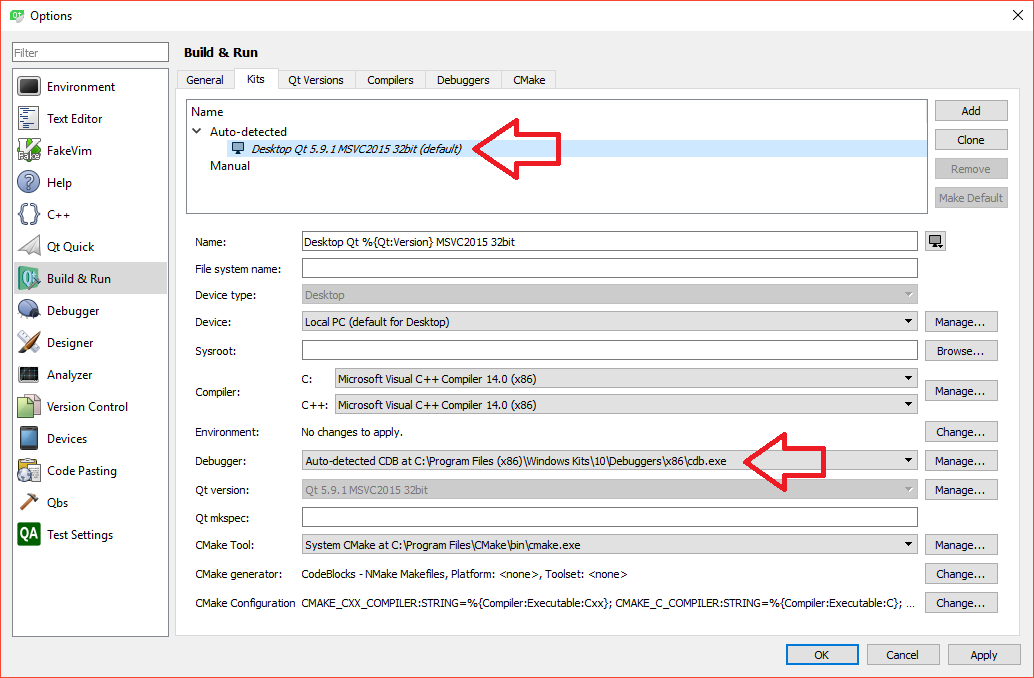 Options
Filter
Build & Run
Environment
Text Editor
FakeVim
Help
C++
Qt Quick
Build & Run
Debugger
Designer
Analyzer
Version Control
Devices
Code Pasting
Qbs
QA Test Settings
General Kits Qt Versions Compilers Debuggers CMake
Name
Auto-detected
Desktop Qt 5.9.1 MSVC2015 32bit (default)
Manual
Add
Clone
Remove
Make Default
Name: Desktop Qt %{Qt:Version} MSVC2015 32bit
File system name:
Device type: Desktop
Device: Local PC (default for Desktop) Manage...
Sysroot: Browse...
Compiler: Manage...
C: Microsoft Visual C++ Compiler 14.0 (x86)
C++: Microsoft Visual C++ Compiler 14.0 (x86)
Environment: No changes to apply. Change...
Debugger: Auto-detected CDB at C:\Program Files (x86)\Windows Kits\10\Debuggers\x86\cdb.exe Manage...
Qt version: Qt 5.9.1 MSVC2015 32bit Manage...
Qt mkspec:
CMake Tool: System CMake at C:\Program Files\CMake\bin\cmake.exe Manage...
CMake generator: CodeBlocks - NMake Makefiles, Platform: <none>, Toolset: <none> Change...
CMake Configuration CMAKE_CXX_COMPILER:STRING=%{Compiler:Executable:Cxx}; CMAKE_C_COMPILER:STRING=%{Compiler:Executable:C}; ... Change...
OK Cancel Apply